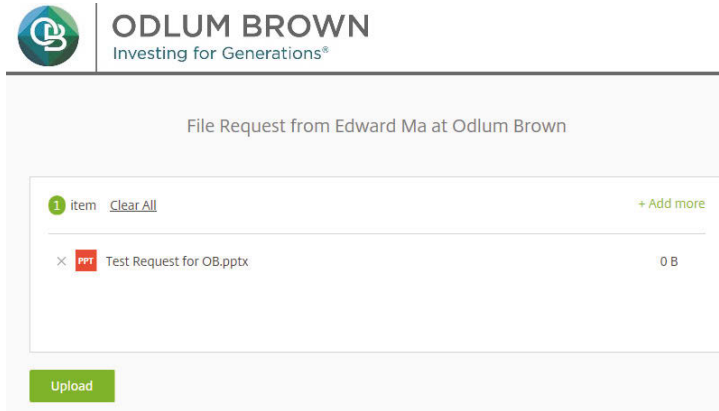 OB
ODLUM BROWN
Investing for Generations®
File Request from Edward Ma at Odlum Brown
1 item Clear All + Add more
× PPT Test Request for OB.pptx 0 B
Upload